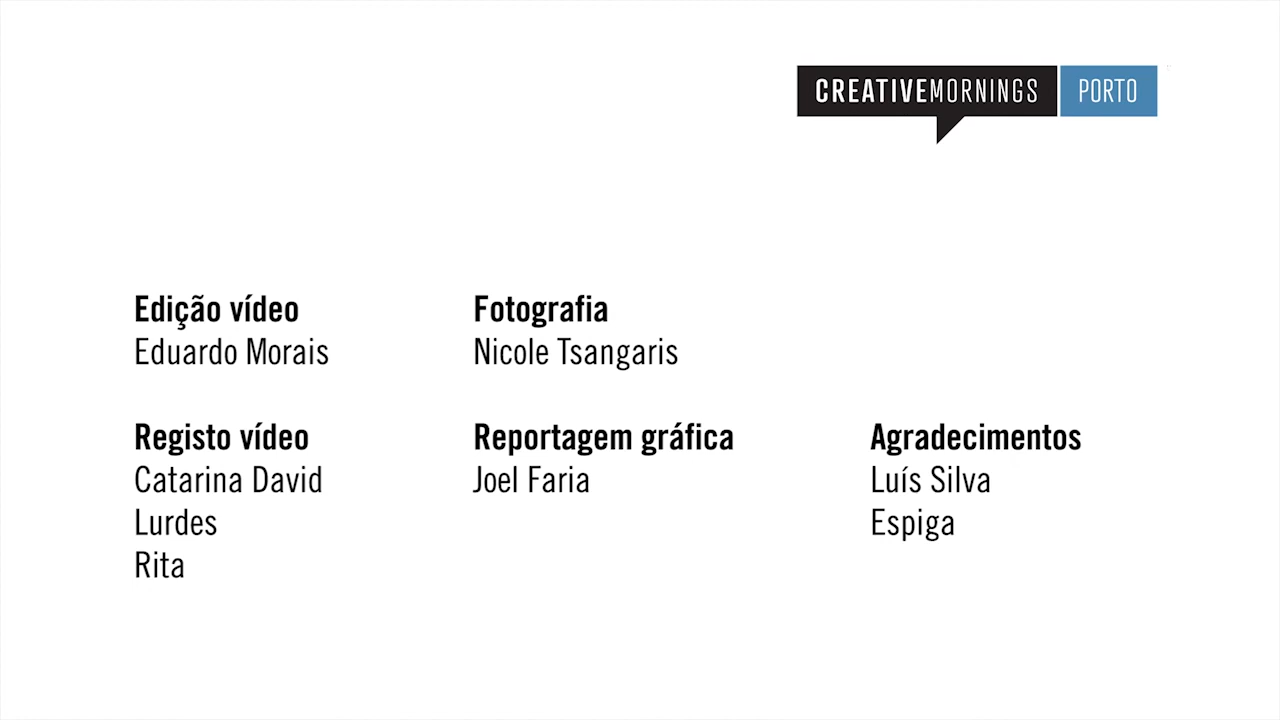 CREATIVEMORNINGS PORTO
Edição vídeo
Eduardo Morais
Fotografia
Nicole Tsangaris
Registo vídeo
Catarina David
Lurdes
Rita
Reportagem gráfica
Joel Faria
Agradecimentos
Luís Silva
Espiga